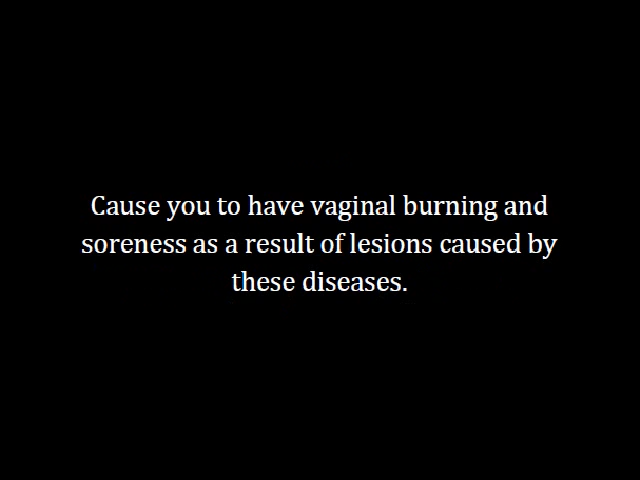 Cause you to have vaginal burning and
soreness as a result of lesions caused by
these diseases.